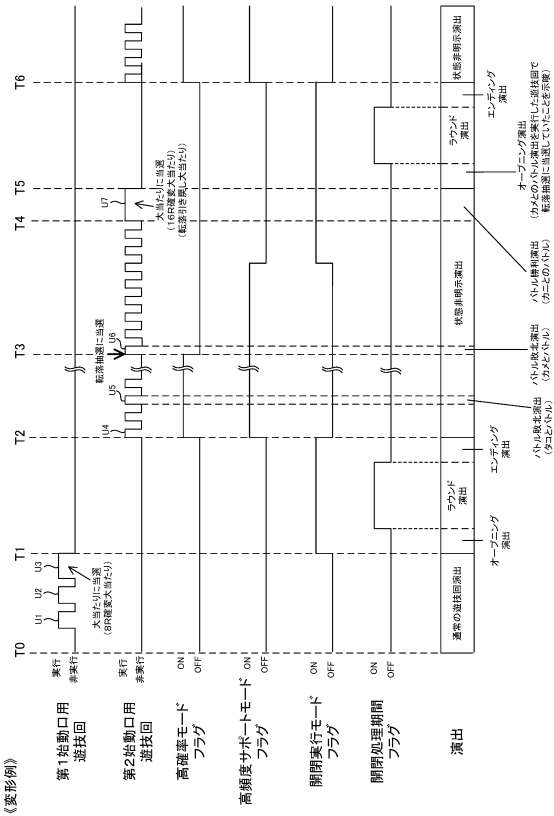 《変形例》
T0
T1
T2
T3
T4
T5
T6
第1始動口用
遊技回
実行
非実行
U1
U2
U3
大当たりに当選
(8R確変大当たり)
第2始動口用
遊技回
実行
非実行
U4
U5
転落抽選に当選
U6
U7
大当たりに当選
(16R確変大当たり)
(転落引き戻し大当たり)
高確率モード
フラグ
ON
OFF
高頻度サポートモード
フラグ
ON
OFF
開閉実行モード
フラグ
ON
OFF
開閉処理期間
フラグ
ON
OFF
演出
通常の遊技回演出
オープニング
演出
ラウンド
演出
エンディング
演出
バトル敗北演出
(タコとバトル)
バトル敗北演出
(カメとバトル)
状態非明示演出
バトル勝利演出
(カニとのバトル)
オープニング演出
(カメとのバトル演出を実行した遊技回で
転落抽選に当選していたことを示唆)
ラウンド
演出
エンディング
演出
状態非明示演出